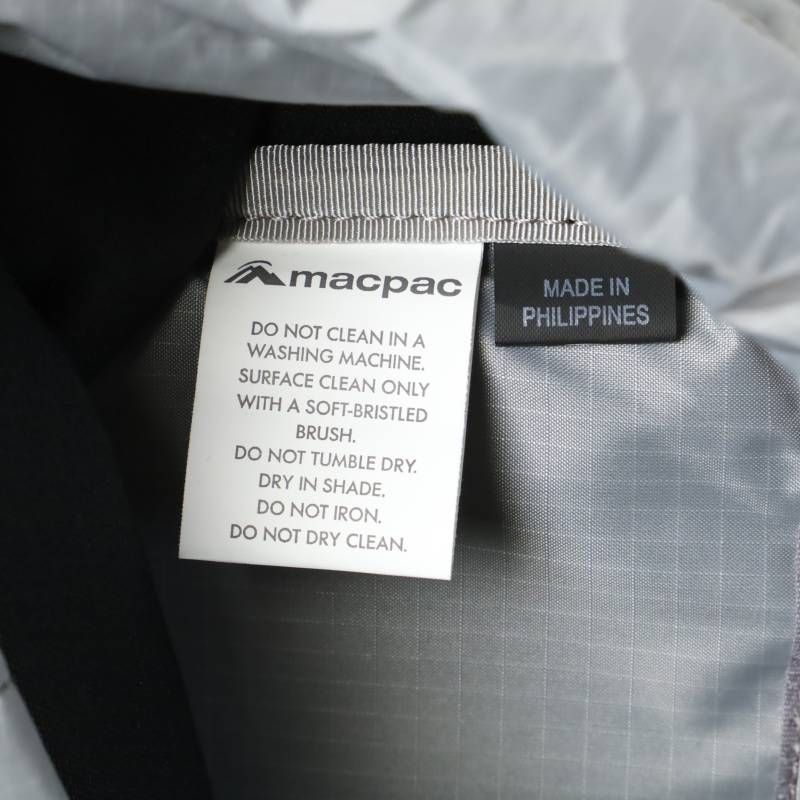 macpac
DO NOT CLEAN IN A
WASHING MACHINE.
SURFACE CLEAN ONLY
WITH A SOFT-BRISTLED
BRUSH.
DO NOT TUMBLE DRY.
DRY IN SHADE.
DO NOT IRON.
DO NOT DRY CLEAN.
MADE IN
PHILIPPINES